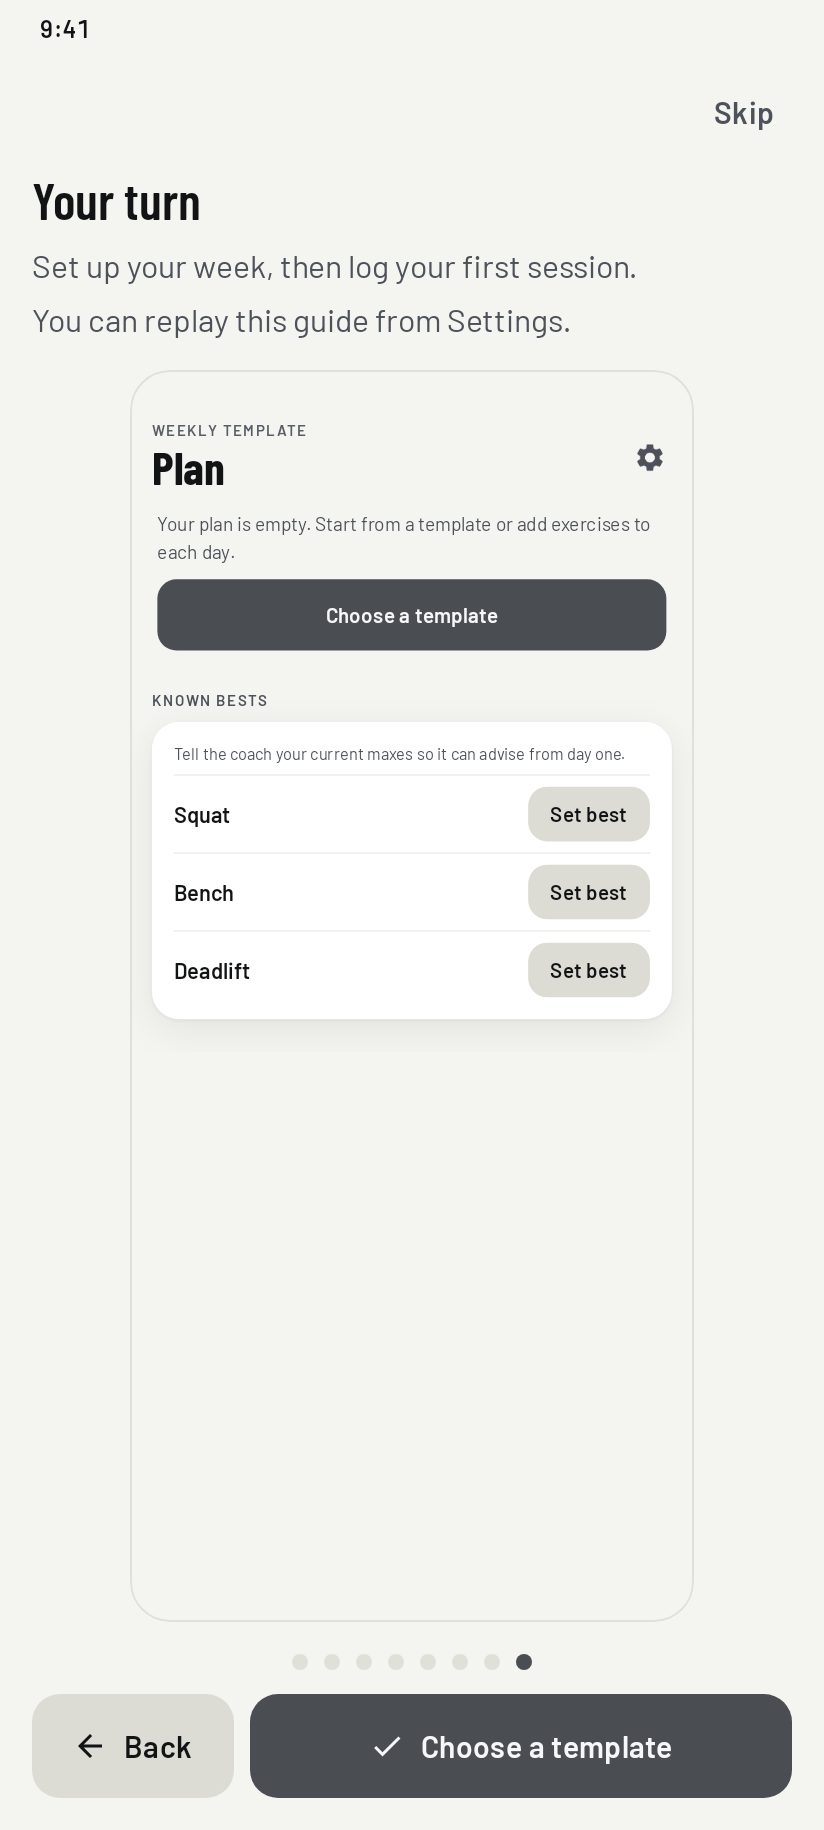 9:41
Skip
Your turn
Set up your week, then log your first session.
You can replay this guide from Settings.
WEEKLY TEMPLATE
Plan
Your plan is empty. Start from a template or add exercises to
each day.
Choose a template
KNOWN BESTS
Tell the coach your current maxes so it can advise from day one.
Squat
Set best
Bench
Set best
Deadlift
Set best
Back
Choose a template